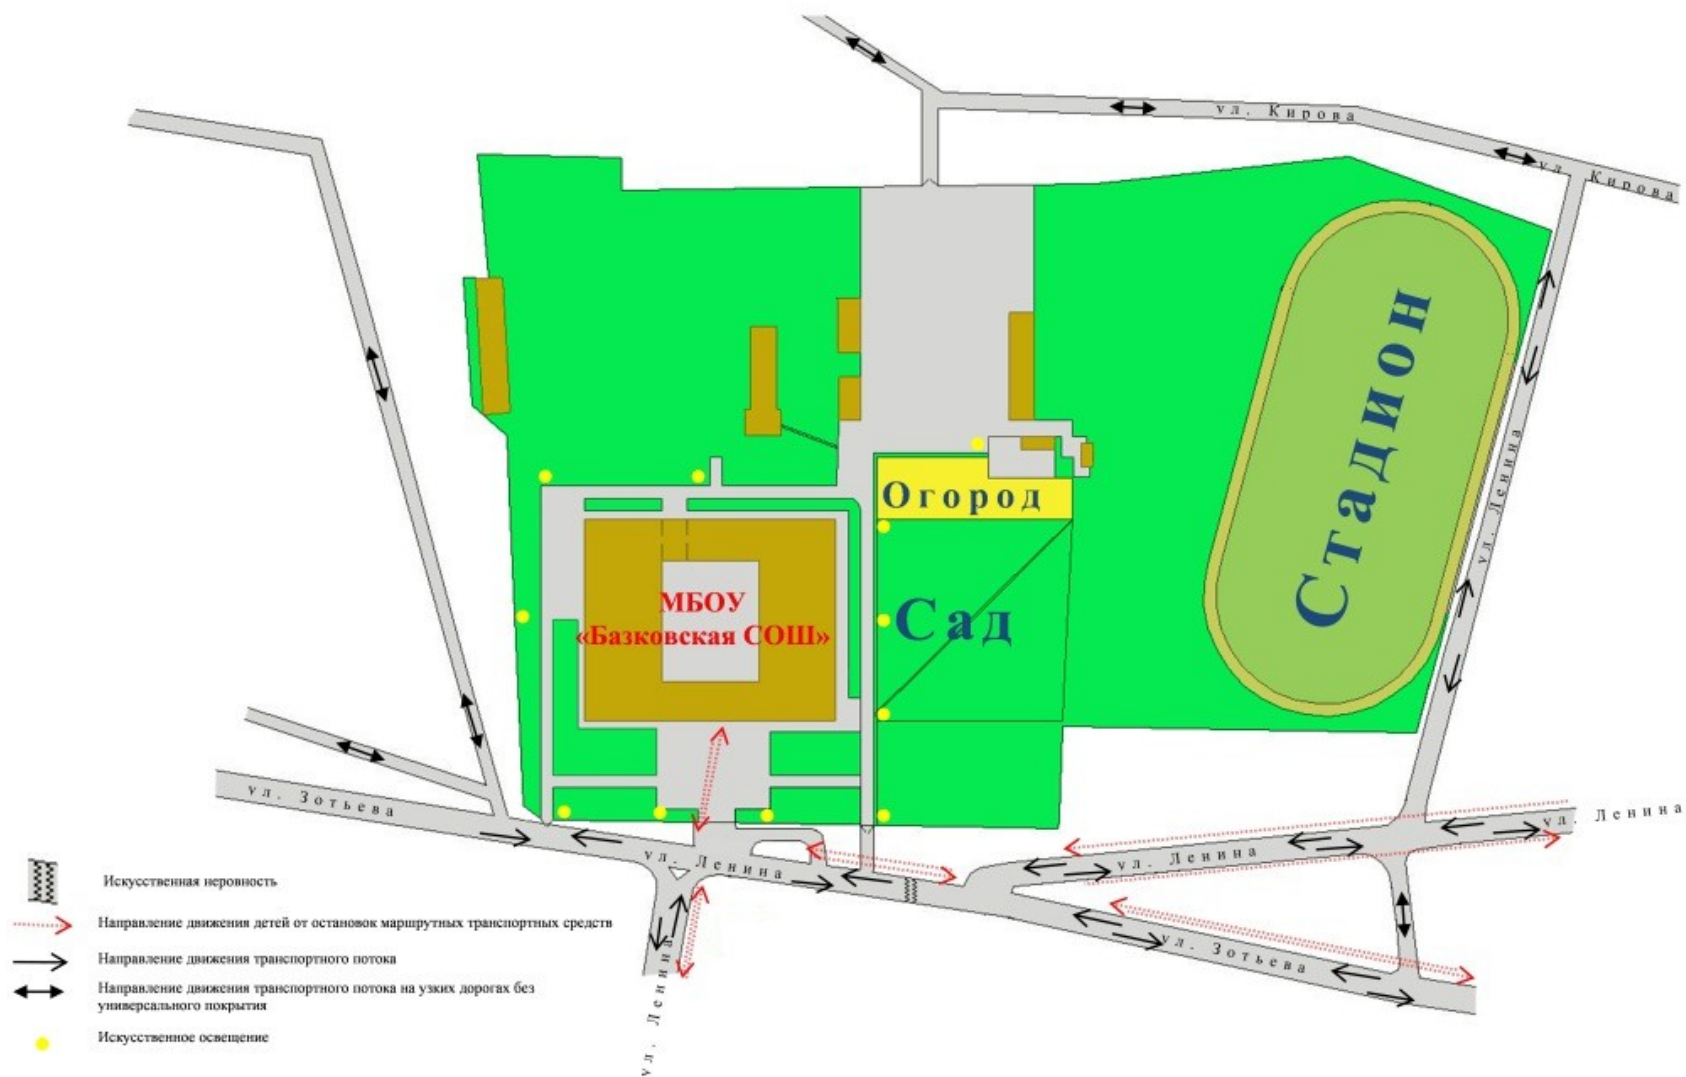 ул. Кирова
ул. Кирова
Стадион
ул. Ленина
Огород
Сад
МБОУ
«Базковская СОШ»
ул. Зотьева
ул. Ленина
ул. Ленина
ул. Ленина
ул. Зотьева
ул. Ленина
Искусственная неровность
Направление движения детей от остановок маршрутных транспортных средств
Направление движения транспортного потока
Направление движения транспортного потока на узких дорогах без
универсального покрытия
Искусственное освещение